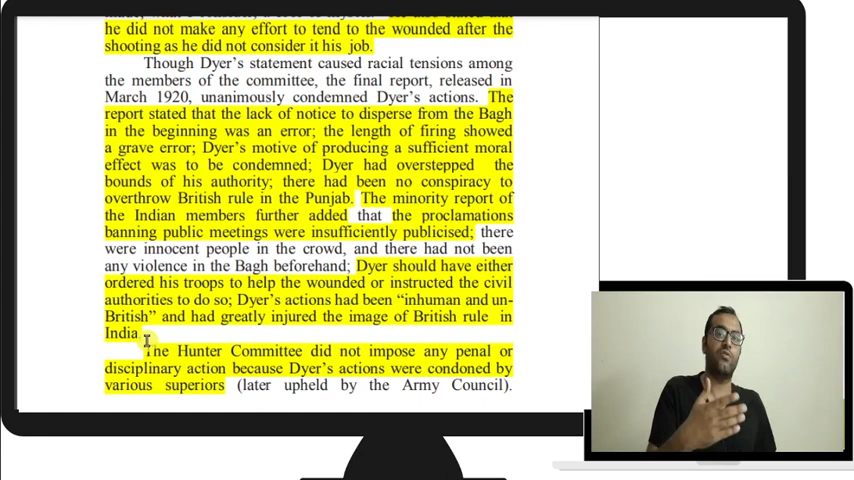 he did not make any effort to tend to the wounded after the
shooting as he did not consider it his job.
Though Dyer's statement caused racial tensions among
the members of the committee, the final report, released in
March 1920, unanimously condemned Dyer's actions. The
report stated that the lack of notice to disperse from the Bagh
in the beginning was an error; the length of firing showed
a grave error; Dyer's motive of producing a sufficient moral
effect was to be condemned; Dyer had overstepped the
bounds of his authority; there had been no conspiracy to
overthrow British rule in the Punjab. The minority report of
the Indian members further added that the proclamations
banning public meetings were insufficiently publicised; there
were innocent people in the crowd, and there had not been
any violence in the Bagh beforehand; Dyer should have either
ordered his troops to help the wounded or instructed the civil
authorities to do so; Dyer's actions had been “inhuman and un-
British” and had greatly injured the image of British rule in
India.
The Hunter Committee did not impose any penal or
disciplinary action because Dyer's actions were condoned by
various superiors (later upheld by the Army Council).